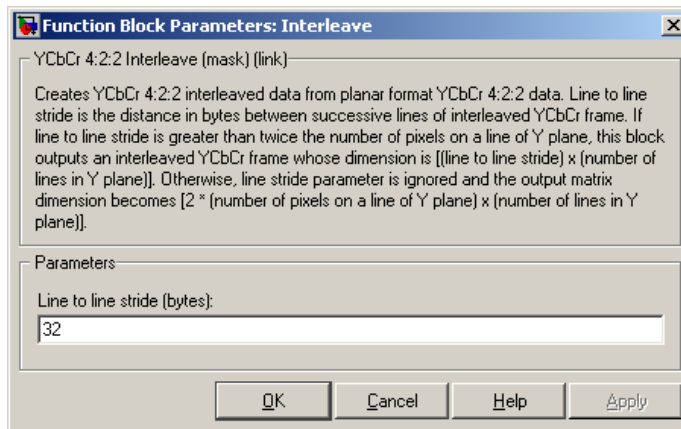 Function Block Parameters: Interleave
YCbCr 4:2:2 Interleave (mask) (link)
Creates YCbCr 4:2:2 interleaved data from planar format YCbCr 4:2:2 data. Line to line
stride is the distance in bytes between successive lines of interleaved YCbCr frame. If
line to line stride is greater than twice the number of pixels on a line of Y plane, this block
outputs an interleaved YCbCr frame whose dimension is [(line to line stride) x (number of
lines in Y plane)]. Otherwise, line stride parameter is ignored and the output matrix
dimension becomes [2 * (number of pixels on a line of Y plane) x (number of lines in Y
plane)].
Parameters
Line to line stride (bytes):
32
OK Cancel Help Apply